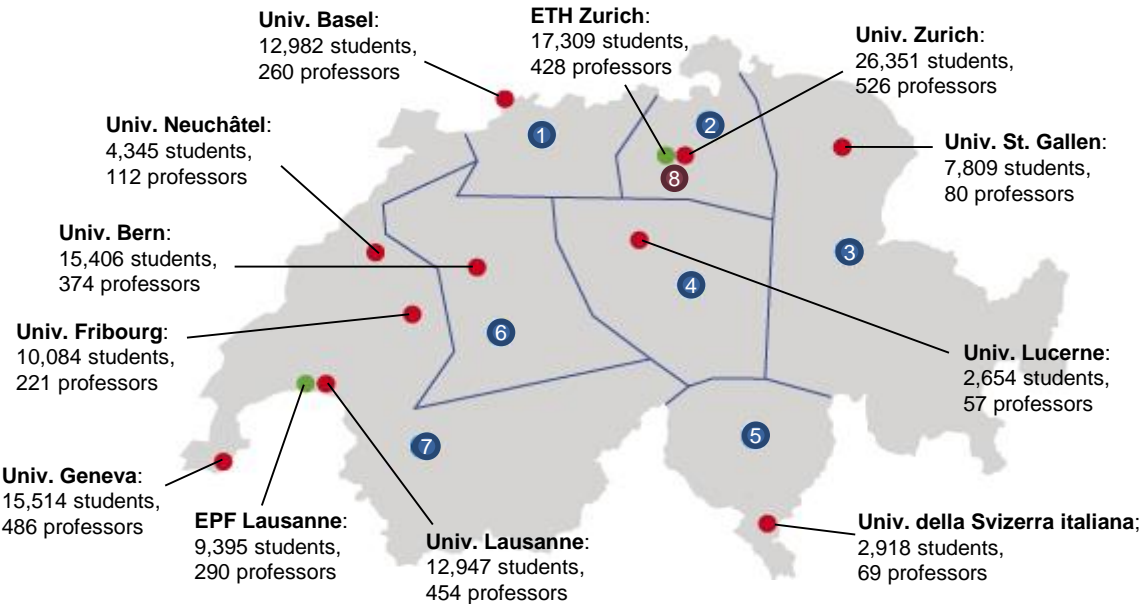 Univ. Basel:
12,982 students,
260 professors
ETH Zurich:
17,309 students,
428 professors
Univ. Zurich:
26,351 students,
526 professors
Univ. Neuchâtel:
4,345 students,
112 professors
1
2
Univ. St. Gallen:
7,809 students,
80 professors
8
Univ. Bern:
15,406 students,
374 professors
3
4
Univ. Fribourg:
10,084 students,
221 professors
6
Univ. Lucerne:
2,654 students,
57 professors
5
7
Univ. Geneva:
15,514 students,
486 professors
EPF Lausanne:
9,395 students,
290 professors
Univ. Lausanne:
12,947 students,
454 professors
Univ. della Svizerra italiana;
2,918 students,
69 professors